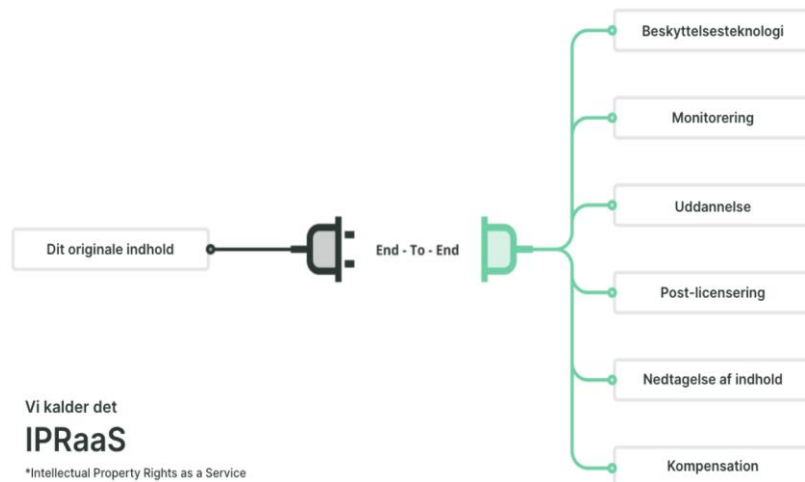 Beskyttelsesteknologi
Monitorering
Uddannelse
Dit originale indhold
End - To - End
Post-licensering
Nedtagelse af indhold
Vi kalder det
IPRaaS
*Intellectual Property Rights as a Service
Kompensation